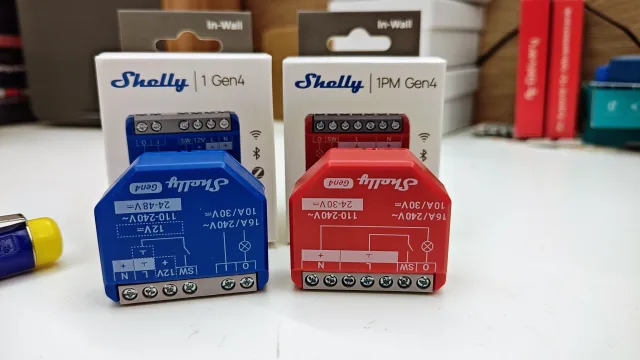 In-Wall
Shelly 1 Gen4
In-Wall
Shelly 1PM Gen4
N
L
SW
12V
I
O
12V⎓
110-240V~
24-48V⎓
16A/240V~
10A/30V⎓
Shelly
Gen4
N
L
SW
O
110-240V~
24-30V⎓
16A/240V~
10A/30V⎓
Shelly
Gen4